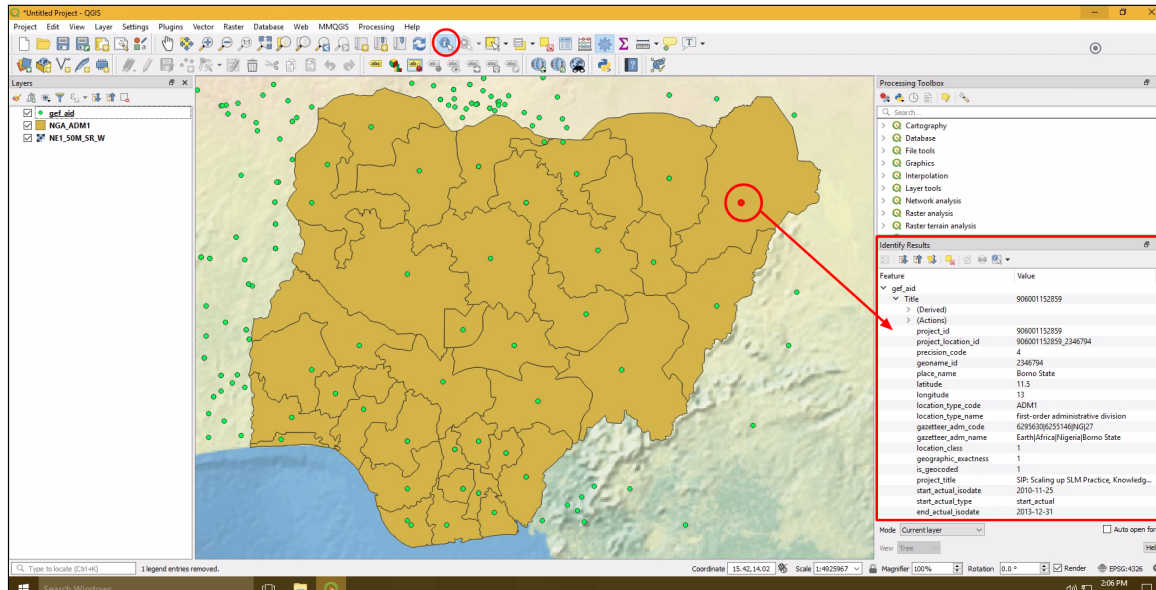 *Untitled Project - QGIS
Project Edit View Layer Settings Plugins Vector Raster Database Web MMQGIS Processing Help
Layers
gef_aid
NGA_ADM1
NE1_50M_SR_W
Processing Toolbox
Search...
Cartography
Database
File tools
Graphics
Interpolation
Layer tools
Network analysis
Raster analysis
Raster terrain analysis
Identify Results
Feature Value
gef_aid
Title 906001152859
(Derived)
(Actions)
project_id 906001152859
project_location_id 906001152859_2346794
precision_code 4
geoname_id 2346794
place_name Borno State
latitude 11.5
longitude 13
location_type_code ADM1
location_type_name first-order administrative division
gazetteer_adm_code 6295630|6255146|NG|27
gazetteer_adm_name Earth|Africa|Nigeria|Borno State
location_class 1
geographic_exactness 1
is_geocoded 1
project_title SIP: Scaling up SLM Practice, Knowledg...
start_actual_isodate 2010-11-25
start_actual_type start_actual
end_actual_isodate 2013-12-31
Mode Current layer Auto open for
View Tree Hel
Type to locate (Ctrl+K) 1 legend entries removed. Coordinate 15.42,14.02 Scale 1:4925967 Magnifier 100% Rotation 0.0 ° Render EPSG:4326
Search Windows 2:06 PM